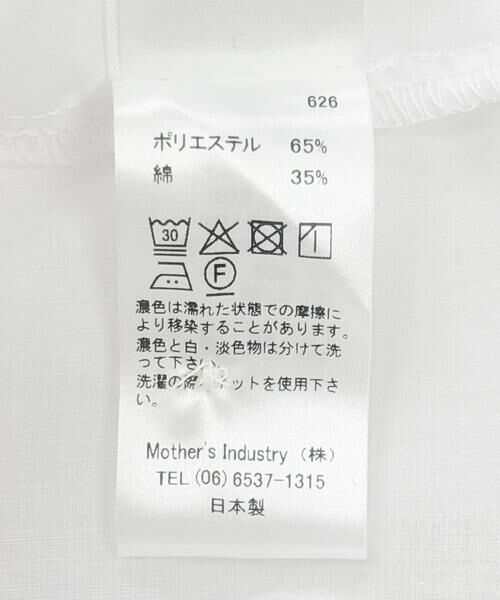 626
ポリエステル 65%
綿 35%
30
F
濃色は濡れた状態での摩擦に
より移染することがあります。
濃色と白・淡色物は分けて洗
って下さい。
洗濯の際 ネットを使用下さ
い。
Mother's Industry (株)
TEL (06) 6537-1315
日本製